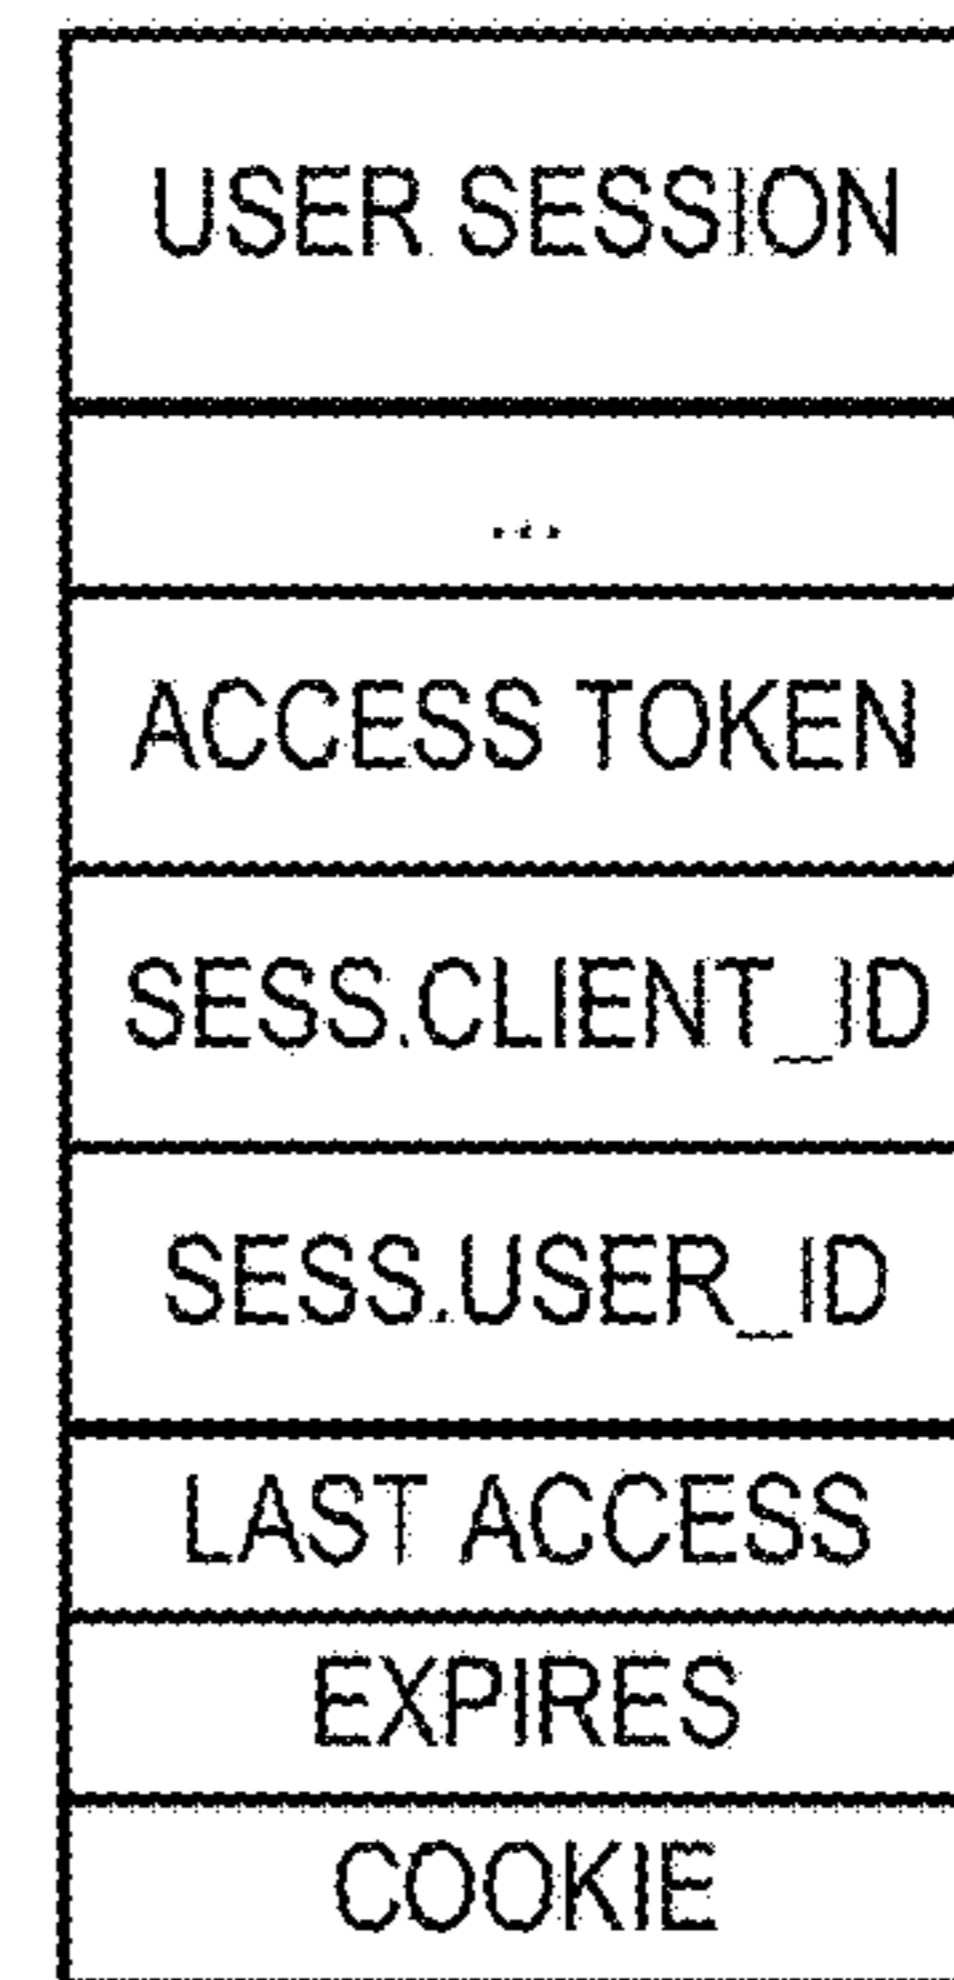 USER SESSION
...
ACCESS TOKEN
SESS.CLIENT_ID
SESS.USER_ID
LAST ACCESS
EXPIRES
COOKIE